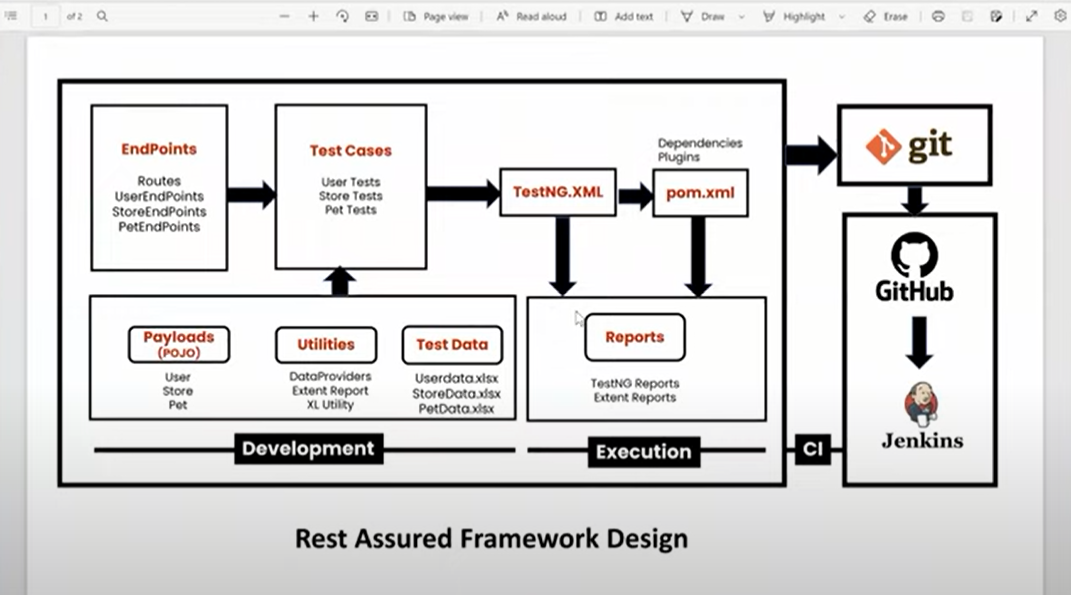 1 of 2
Page view
Read aloud
Add text
Draw
Highlight
Erase
EndPoints
Routes
UserEndPoints
StoreEndPoints
PetEndPoints
Test Cases
User Tests
Store Tests
Pet Tests
TestNG.XML
Dependencies
Plugins
pom.xml
git
GitHub
Jenkins
Payloads
(POJO)
User
Store
Pet
Utilities
DataProviders
Extent Report
XL Utility
Test Data
Userdata.xlsx
StoreData.xlsx
PetData.xlsx
Reports
TestNG Reports
Extent Reports
Development
Execution
CI
Rest Assured Framework Design